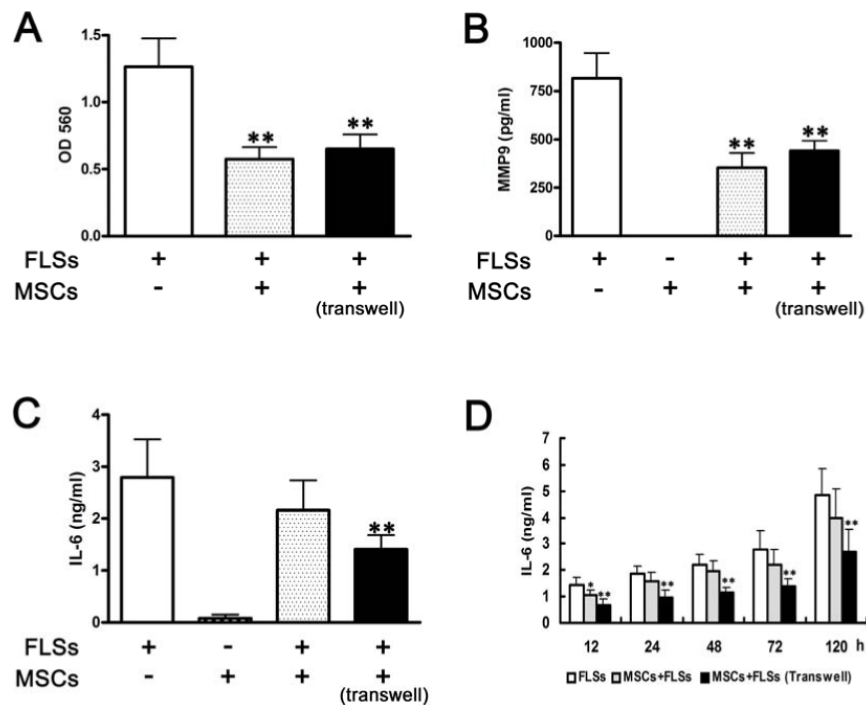 A
1.5
1.0
0.5
0.0
OD 560
** **
FLSs + + +
MSCs - + +
(transwell)
B
1000
750
500
250
0
MMP9 (pg/ml)
** **
FLSs + - + +
MSCs - + + +
(transwell)
C
4
3
2
1
0
IL-6 (ng/ml)
**
FLSs + - + +
MSCs - + + +
(transwell)
D
7
6
5
4
3
2
1
0
IL-6 (ng/ml)
* ** ** ** ** **
12 24 48 72 120 h
FLSs MSCs+FLSs MSCs+FLSs (Transwell)